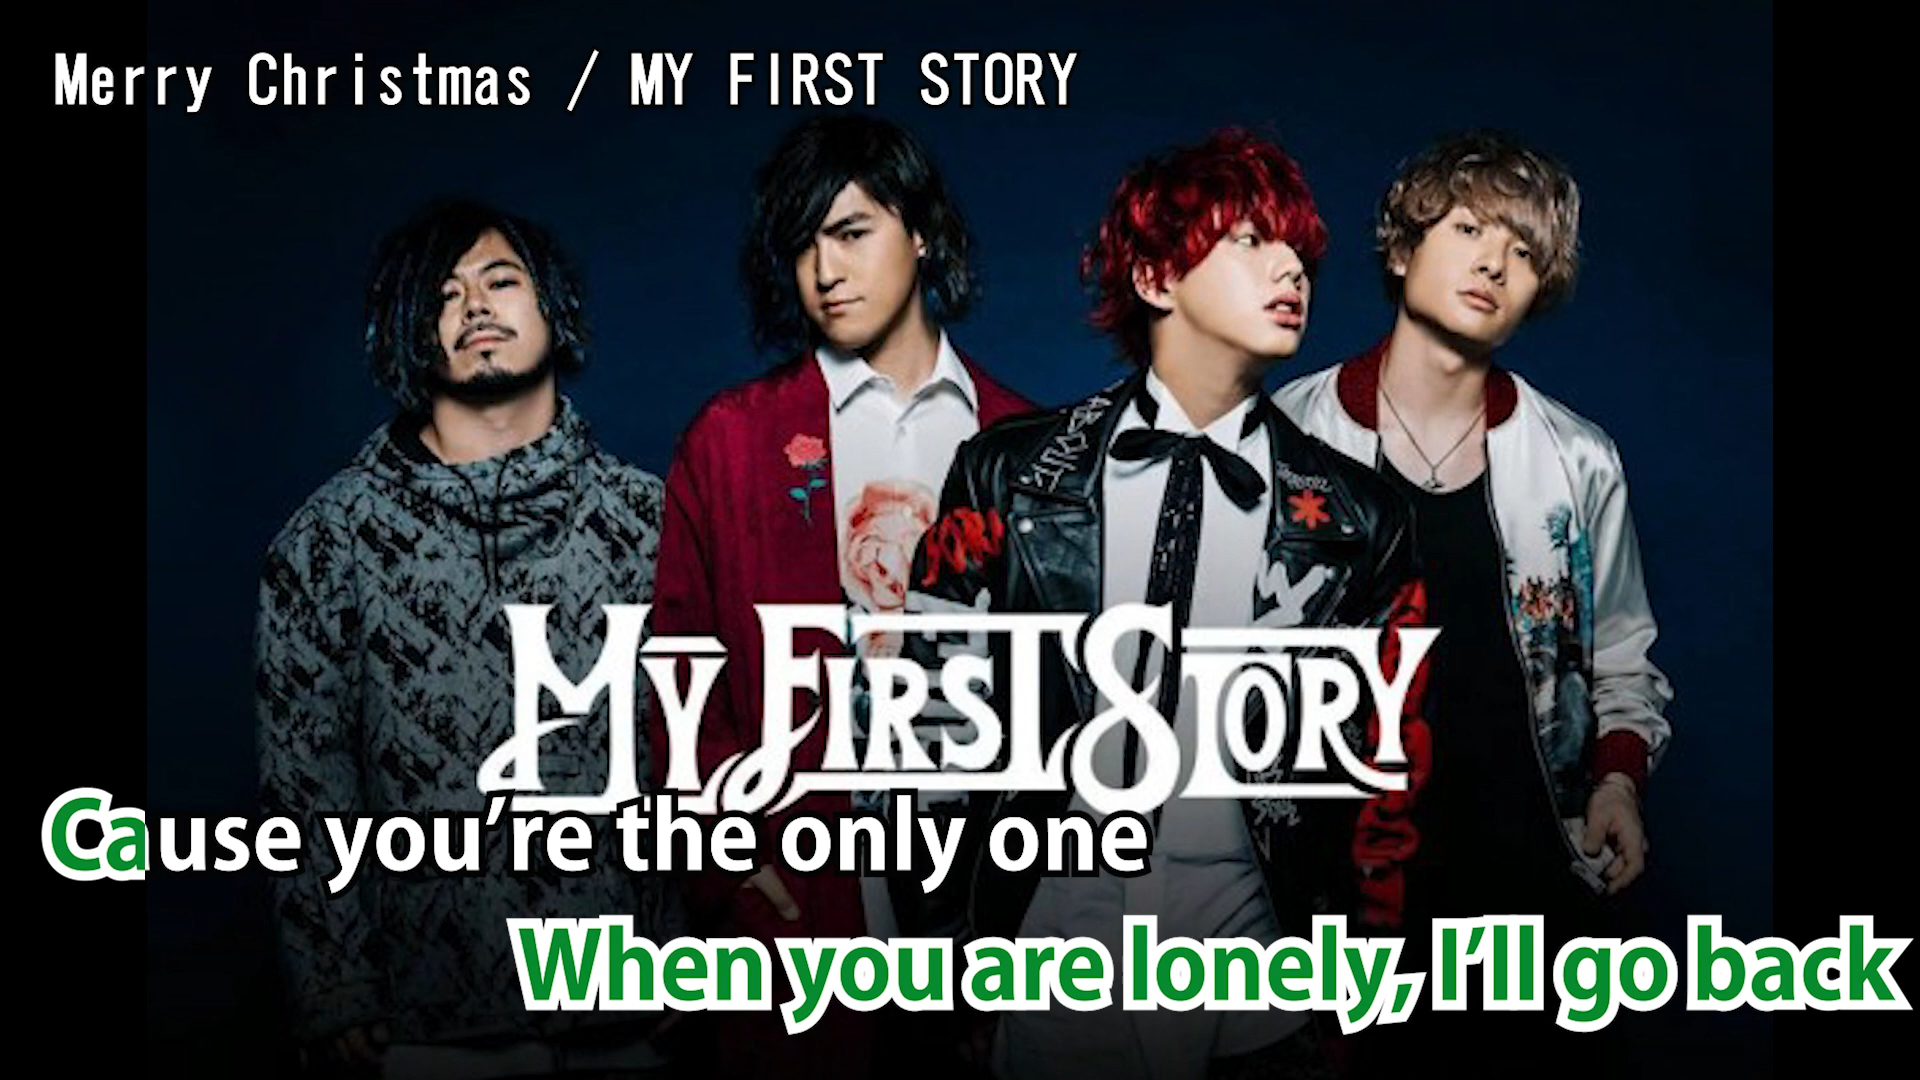 Merry Christmas / MY FIRST STORY
MY FIRST STORY
Cause you're the only one
When you are lonely, I'll go back